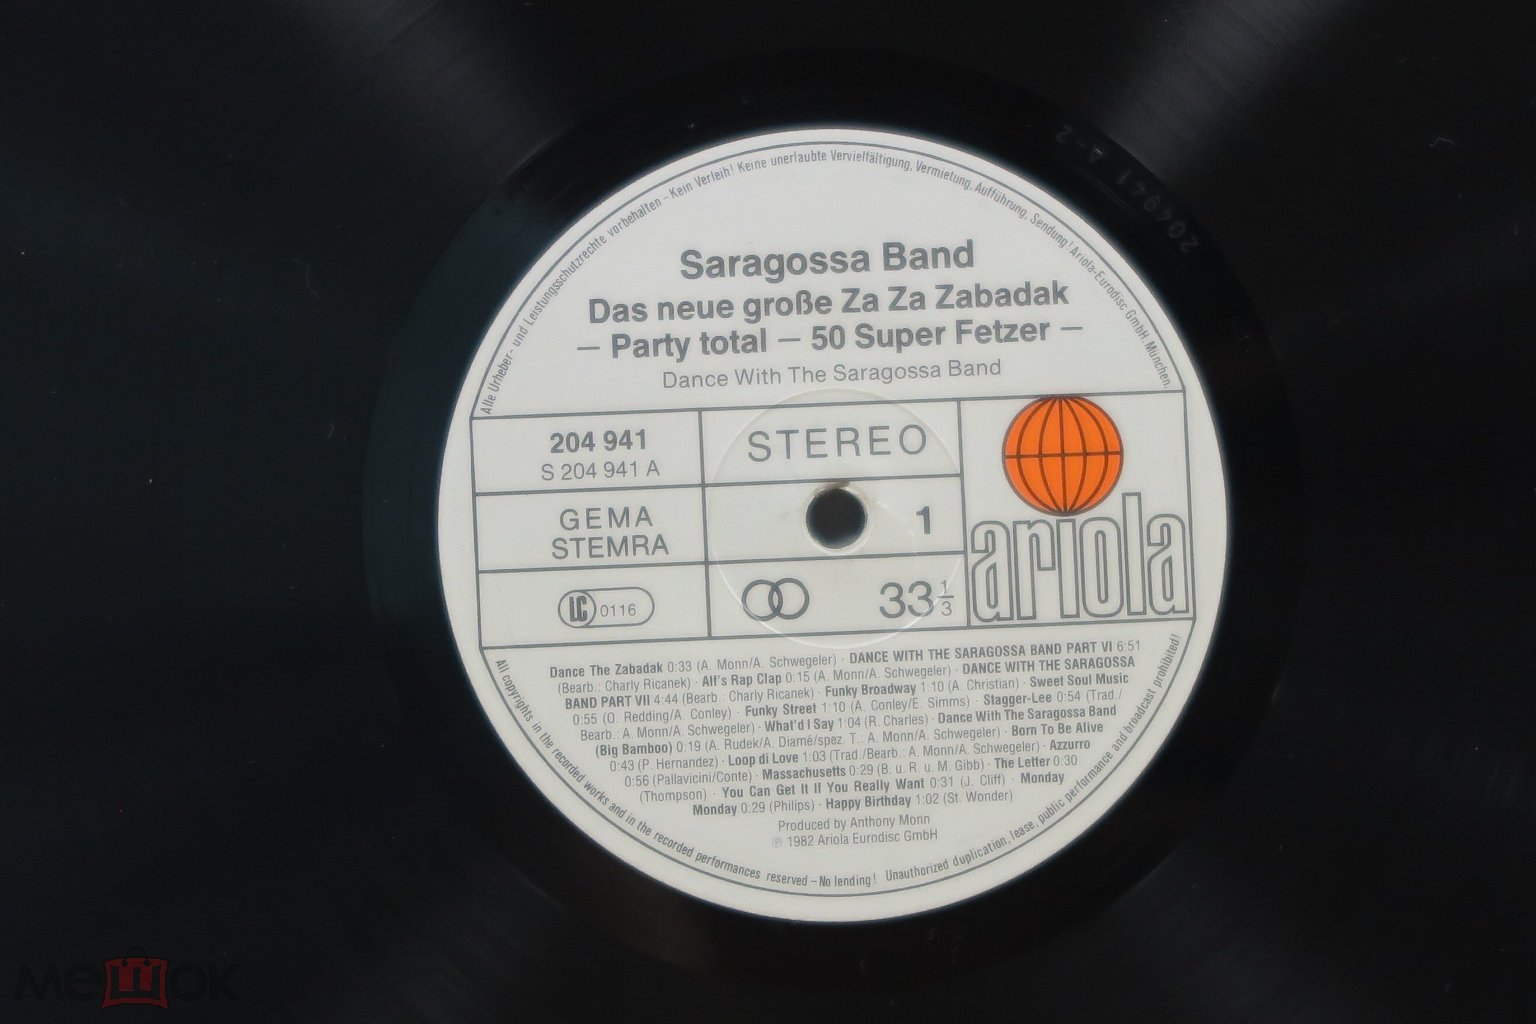 Alle Urheber- und Leistungsschutzrechte vorbehalten – Kein Verleih! Keine unerlaubte Vervielfältigung, Vermietung, Aufführung, Sendung! Ariola-Eurodisc GmbH, München.
204941 A-2
Saragossa Band
Das neue große Za Za Zabadak
— Party total — 50 Super Fetzer —
Dance With The Saragossa Band
204 941
S 204 941 A
STEREO
GEMA
STEMRA
1
LC 0116
33 1/3
ariola
Dance The Zabadak 0:33 (A. Monn/A. Schwegeler) · DANCE WITH THE SARAGOSSA BAND PART VI 6:51
(Bearb.: Charly Ricanek) · Alf's Rap Clap 0:15 (A. Monn/A. Schwegeler) · DANCE WITH THE SARAGOSSA
BAND PART VII 4:44 (Bearb.: Charly Ricanek) · Funky Broadway 1:10 (A. Christian) · Sweet Soul Music
0:55 (O. Redding/A. Conley) · Funky Street 1:10 (A. Conley/E. Simms) · Stagger-Lee 0:54 (Trad./
Bearb.: A. Monn/A. Schwegeler) · What'd I Say 1:04 (R. Charles) · Dance With The Saragossa Band
(Big Bamboo) 0:19 (A. Rudek/A. Diamé/spez. T.: A. Monn/A. Schwegeler) · Born To Be Alive
0:43 (P. Hernandez) · Loop di Love 1:03 (Trad./Bearb.: A. Monn/A. Schwegeler) · Azzurro
0:56 (Pallavicini/Conte) · Massachusetts 0:29 (B. u. R. u. M. Gibb) · The Letter 0:30
(Thompson) · You Can Get It If You Really Want 0:31 (J. Cliff) · Monday
Monday 0:29 (Philips) · Happy Birthday 1:02 (St. Wonder)
Produced by Anthony Monn
℗ 1982 Ariola Eurodisc GmbH
All copyrights in the recorded works and in the recorded performances reserved – No lending! Unauthorized duplication, lease, public performance and broadcast prohibited!
мешок